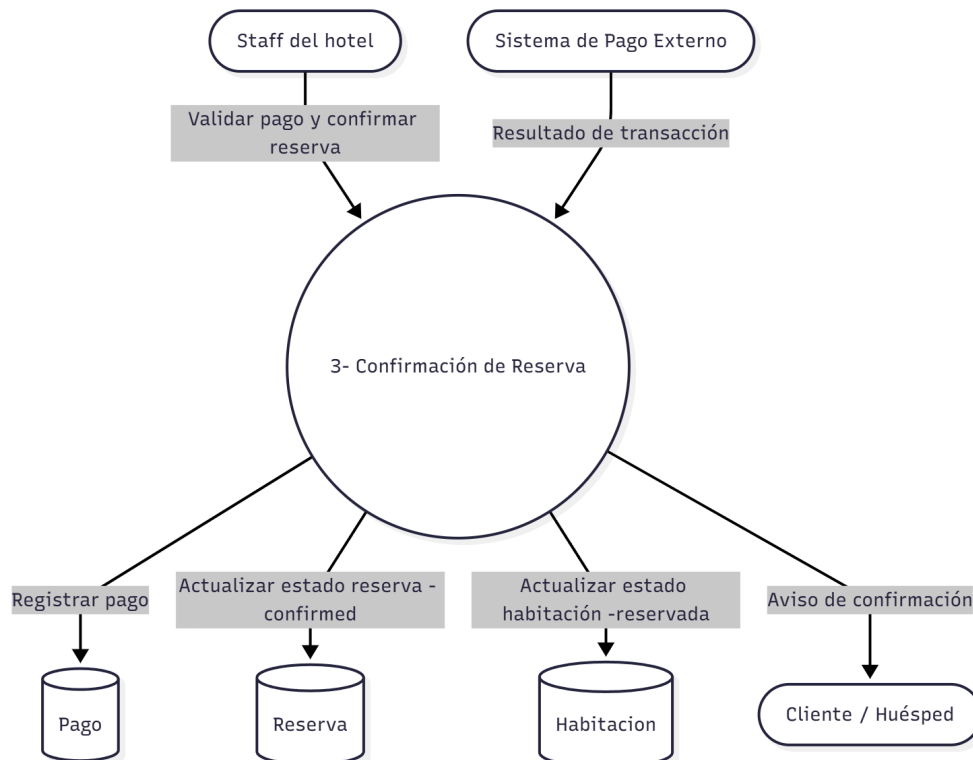 Staff del hotel
Sistema de Pago Externo
Validar pago y confirmar
reserva
Resultado de transacción
3- Confirmación de Reserva
Registrar pago
Actualizar estado reserva -
confirmed
Actualizar estado
habitación -reservada
Aviso de confirmación
Pago
Reserva
Habitacion
Cliente / Huésped